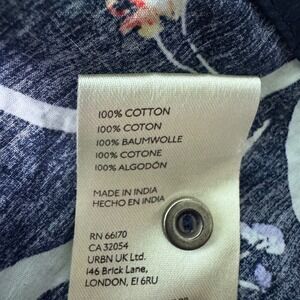 100% COTTON
100% COTON
100% BAUMWOLLE
100% COTONE
100% ALGODÓN
MADE IN INDIA
HECHO EN INDIA
RN 66170
CA 32054
URBN UK Ltd.
146 Brick Lane,
LONDON, E1 6RU